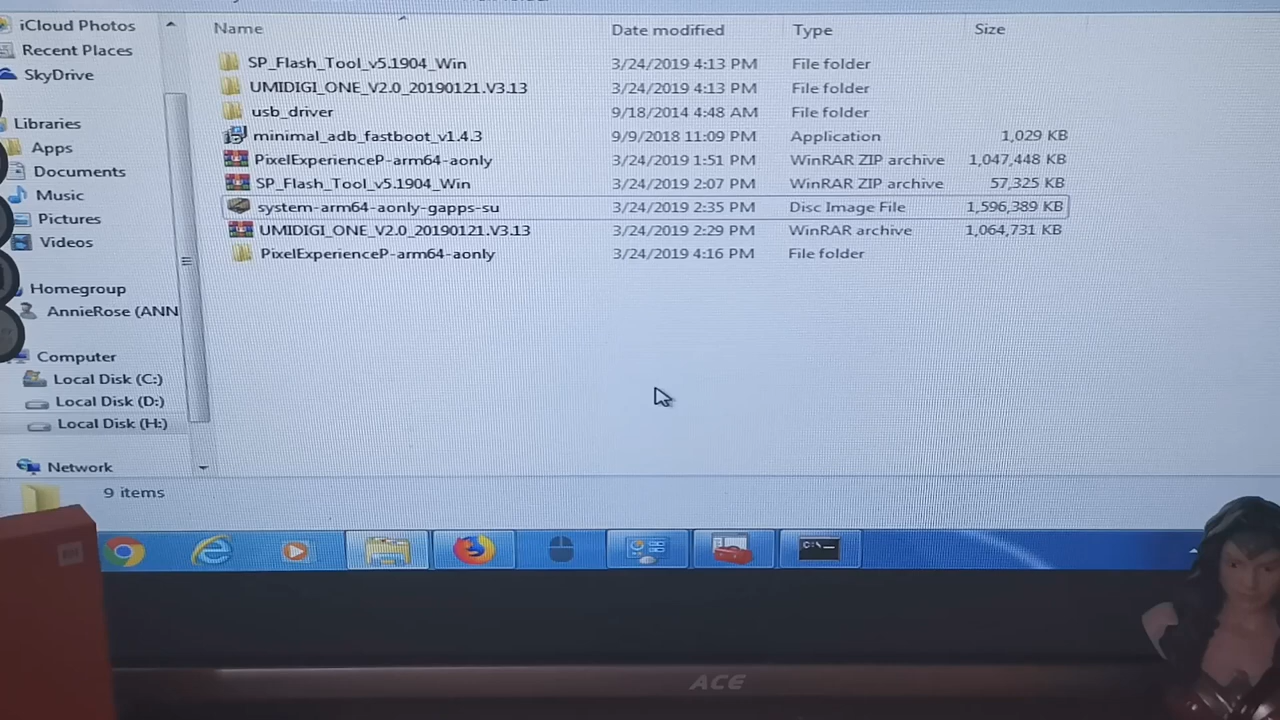 iCloud Photos
Recent Places
SkyDrive
Libraries
Apps
Documents
Music
Pictures
Videos
Homegroup
AnnieRose (ANN
Computer
Local Disk (C:)
Local Disk (D:)
Local Disk (H:)
Network
Name Date modified Type Size
SP_Flash_Tool_v5.1904_Win 3/24/2019 4:13 PM File folder
UMIDIGI_ONE_V2.0_20190121.V3.13 3/24/2019 4:13 PM File folder
usb_driver 9/18/2014 4:48 AM File folder
minimal_adb_fastboot_v1.4.3 9/9/2018 11:09 PM Application 1,029 KB
PixelExperienceP-arm64-aonly 3/24/2019 1:51 PM WinRAR ZIP archive 1,047,448 KB
SP_Flash_Tool_v5.1904_Win 3/24/2019 2:07 PM WinRAR ZIP archive 57,325 KB
system-arm64-aonly-gapps-su 3/24/2019 2:35 PM Disc Image File 1,596,389 KB
UMIDIGI_ONE_V2.0_20190121.V3.13 3/24/2019 2:29 PM WinRAR archive 1,064,731 KB
PixelExperienceP-arm64-aonly 3/24/2019 4:16 PM File folder
9 items
C:\
ACE